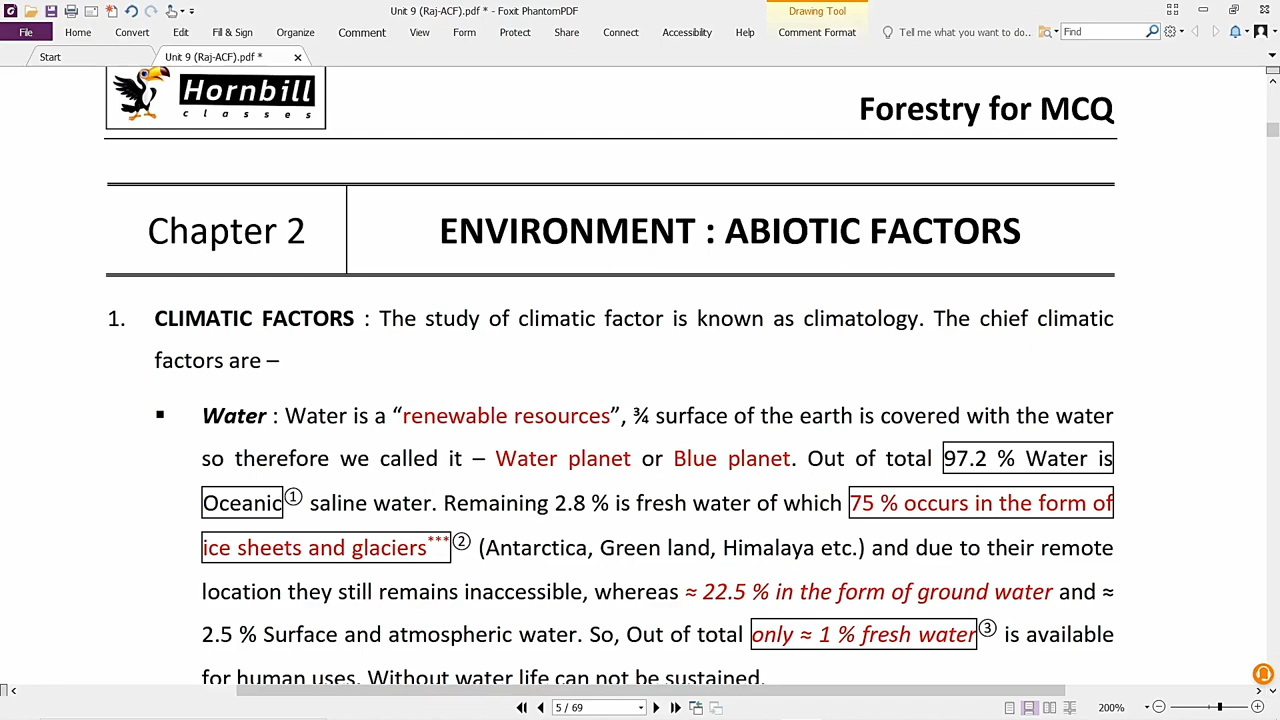 Unit 9 (Raj-ACF).pdf * - Foxit PhantomPDF
Drawing Tool
File Home Convert Edit Fill & Sign Organize Comment View Form Protect Share Connect Accessibility Help Comment Format Tell me what you want to do... Find
Start Unit 9 (Raj-ACF).pdf *
Hornbill
classes
Forestry for MCQ
Chapter 2 ENVIRONMENT : ABIOTIC FACTORS
1. CLIMATIC FACTORS : The study of climatic factor is known as climatology. The chief climatic
factors are –
▪ Water : Water is a “renewable resources”, ¾ surface of the earth is covered with the water
so therefore we called it – Water planet or Blue planet. Out of total 97.2 % Water is
Oceanic① saline water. Remaining 2.8 % is fresh water of which 75 % occurs in the form of
ice sheets and glaciers***② (Antarctica, Green land, Himalaya etc.) and due to their remote
location they still remains inaccessible, whereas ≈ 22.5 % in the form of ground water and ≈
2.5 % Surface and atmospheric water. So, Out of total only ≈ 1 % fresh water③ is available
for human uses. Without water life can not be sustained.
5 / 69 200%